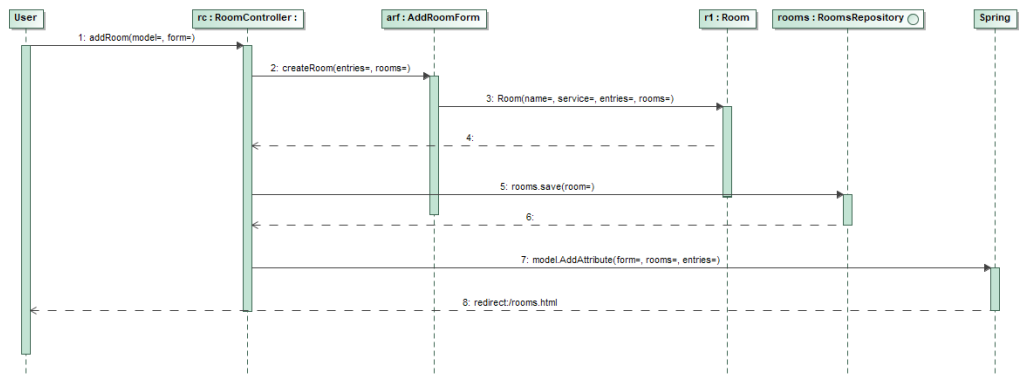 User
rc : RoomController :
arf : AddRoomForm
r1 : Room
rooms : RoomsRepository
Spring
1: addRoom(model=, form=)
2: createRoom(entries=, rooms=)
3: Room(name=, service=, entries=, rooms=)
4:
5: rooms.save(room=)
6:
7: model.AddAttribute(form=, rooms=, entries=)
8: redirect:/rooms.html